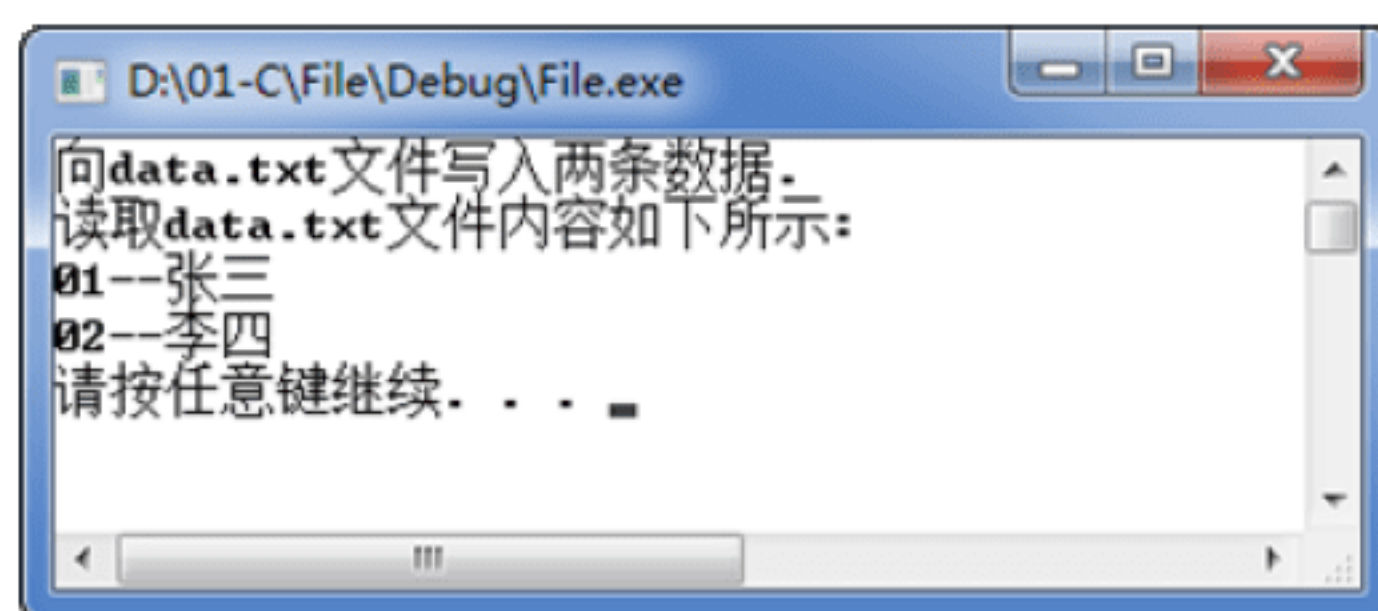 D:\01-C\File\Debug\File.exe
向data.txt文件写入两条数据.
读取data.txt文件内容如下所示:
01--张三
02--李四
请按任意键继续. . .